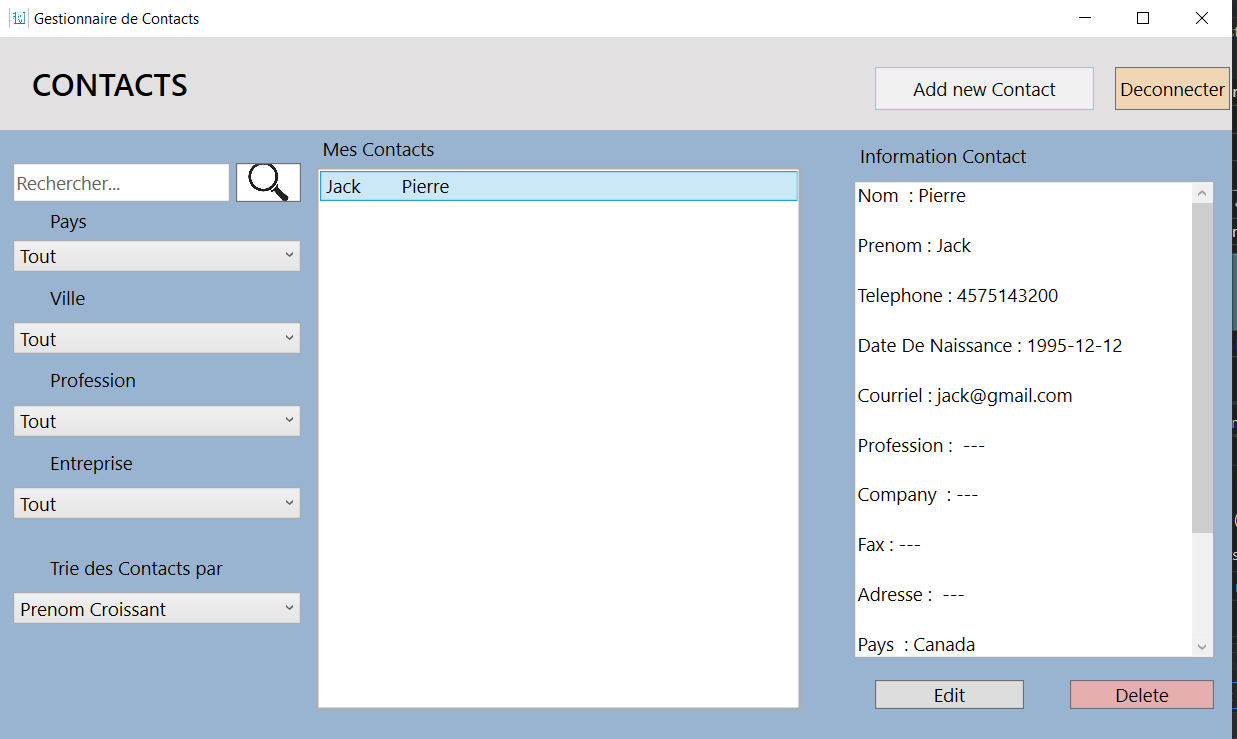 Gestionnaire de Contacts
CONTACTS
Add new Contact
Deconnecter
Rechercher...
Pays
Tout
Ville
Tout
Profession
Tout
Entreprise
Tout
Trie des Contacts par
Prenom Croissant
Mes Contacts
Jack Pierre
Information Contact
Nom : Pierre
Prenom : Jack
Telephone : 4575143200
Date De Naissance : 1995-12-12
Courriel : jack@gmail.com
Profession : ---
Company : ---
Fax : ---
Adresse : ---
Pays : Canada
Edit
Delete